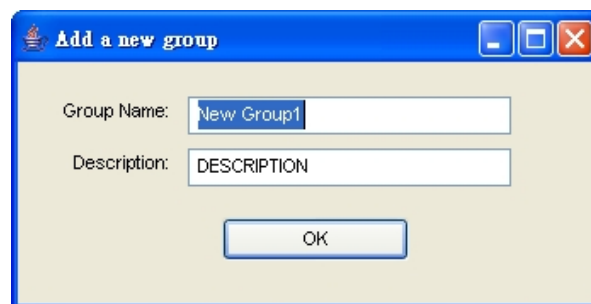 Add a new group
Group Name: New Group1
Description: DESCRIPTION
OK